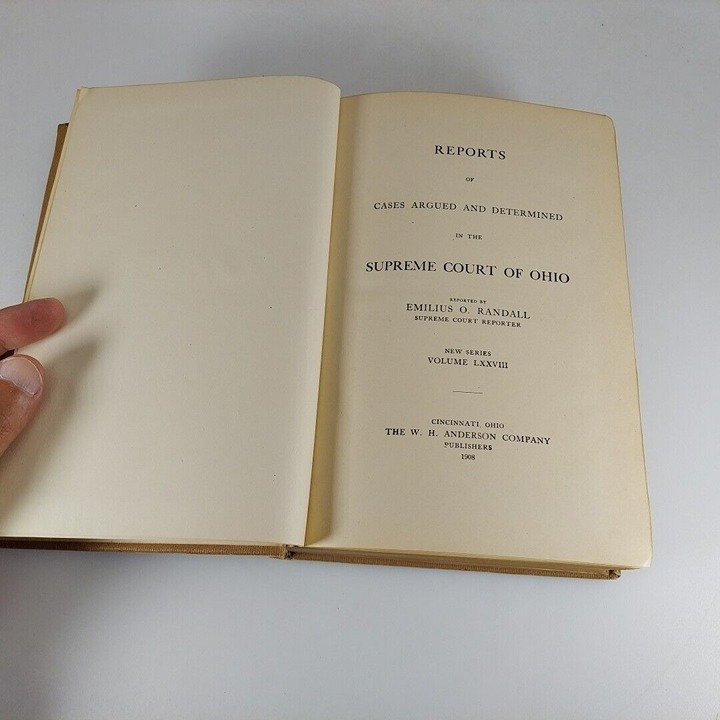 REPORTS
OF
CASES ARGUED AND DETERMINED
IN THE
SUPREME COURT OF OHIO
REPORTED BY
EMILIUS O. RANDALL
SUPREME COURT REPORTER
NEW SERIES
VOLUME LXXVIII
CINCINNATI, OHIO
THE W. H. ANDERSON COMPANY
PUBLISHERS
1908